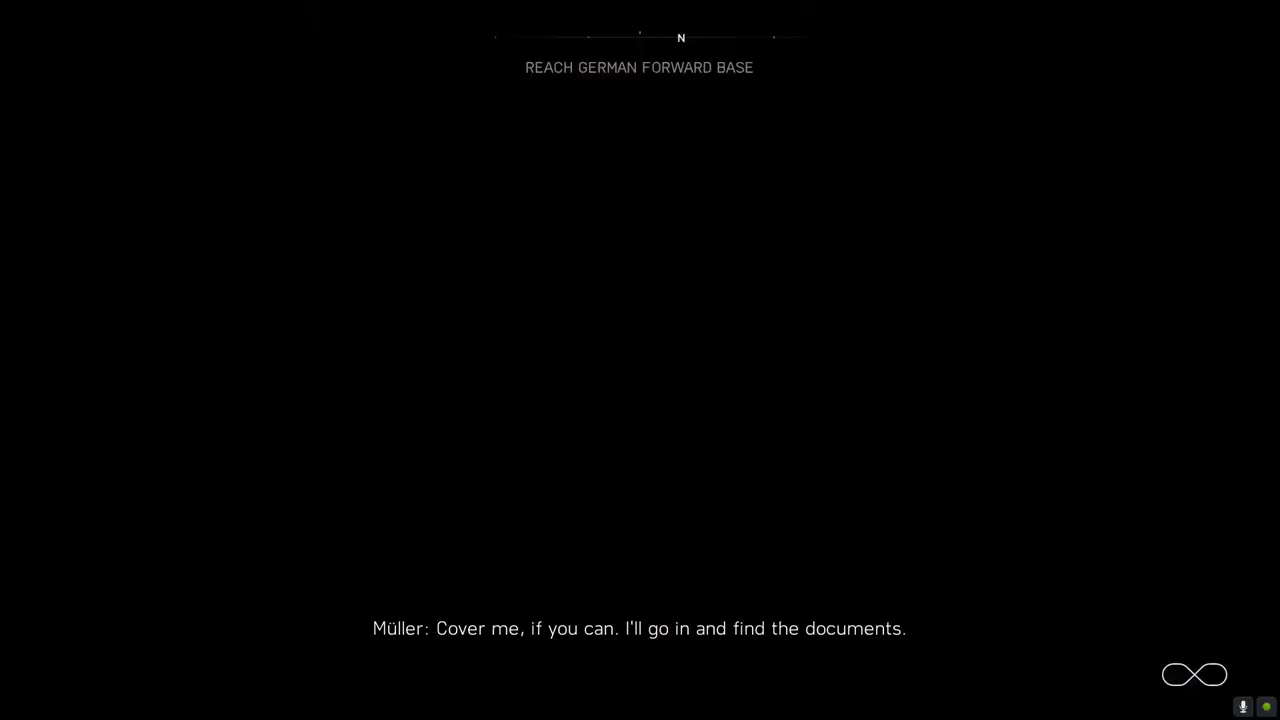 N
REACH GERMAN FORWARD BASE
Müller: Cover me, if you can. I'll go in and find the documents.